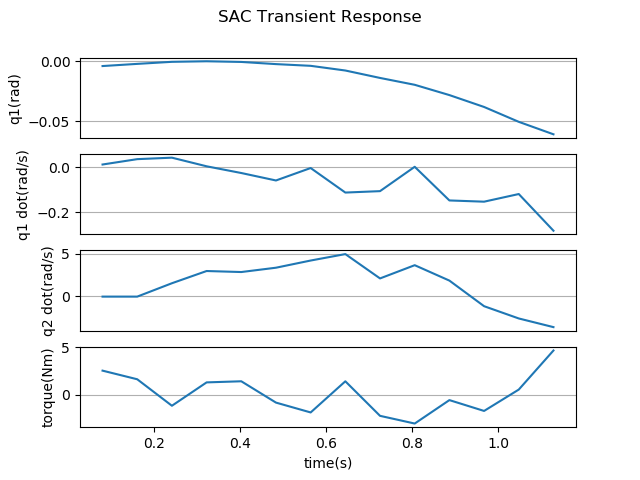 SAC Transient Response
q1(rad)
0.00
−0.05
q1 dot(rad/s)
0.0
−0.2
q2 dot(rad/s)
5
0
torque(Nm)
5
0
0.2 0.4 0.6 0.8 1.0
time(s)